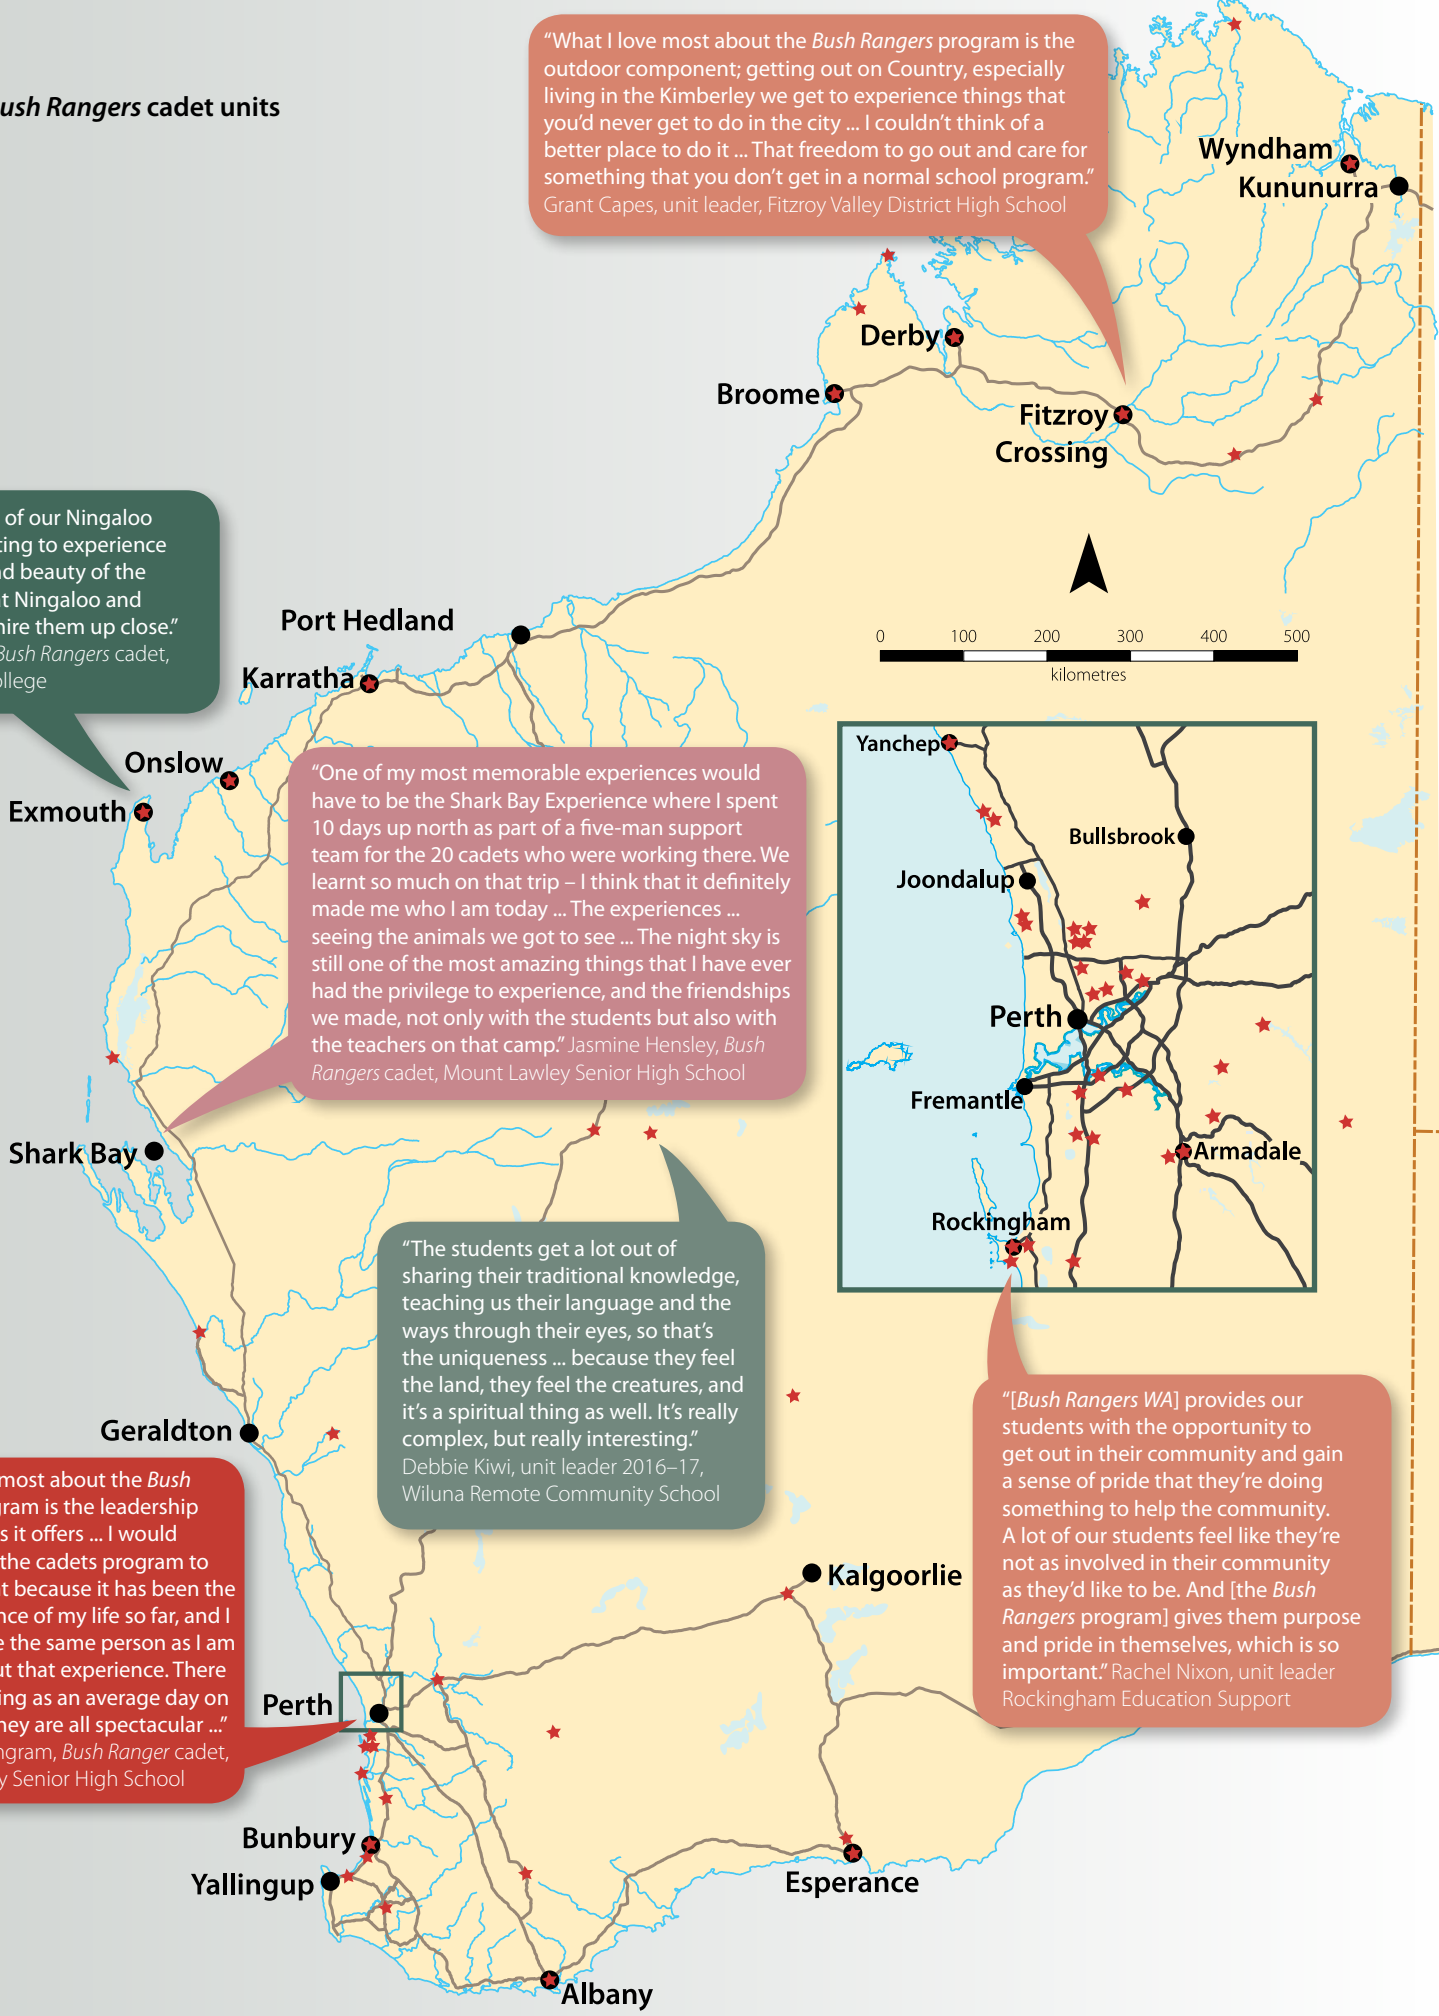 ush Rangers cadet units
“What I love most about the Bush Rangers program is the
outdoor component; getting out on Country, especially
living in the Kimberley we get to experience things that
you’d never get to do in the city ... I couldn’t think of a
better place to do it ... That freedom to go out and care for
something that you don’t get in a normal school program.”
Grant Capes, unit leader, Fitzroy Valley District High School
Wyndham
Kununurra
Derby
Broome
Fitzroy
Crossing
of our Ningaloo
ting to experience
nd beauty of the
at Ningaloo and
mire them up close.”
Bush Rangers cadet,
ollege
Port Hedland
Karratha
0 100 200 300 400 500
kilometres
Onslow
Exmouth
“One of my most memorable experiences would
have to be the Shark Bay Experience where I spent
10 days up north as part of a five-man support
team for the 20 cadets who were working there. We
learnt so much on that trip – I think that it definitely
made me who I am today ... The experiences ...
seeing the animals we got to see ... The night sky is
still one of the most amazing things that I have ever
had the privilege to experience, and the friendships
we made, not only with the students but also with
the teachers on that camp.” Jasmine Hensley, Bush
Rangers cadet, Mount Lawley Senior High School
Yanchep
Bullsbrook
Joondalup
Perth
Fremantle
Armadale
Rockingham
Shark Bay
“The students get a lot out of
sharing their traditional knowledge,
teaching us their language and the
ways through their eyes, so that’s
the uniqueness ... because they feel
the land, they feel the creatures, and
it’s a spiritual thing as well. It’s really
complex, but really interesting.”
Debbie Kiwi, unit leader 2016–17,
Wiluna Remote Community School
“[Bush Rangers WA] provides our
students with the opportunity to
get out in their community and gain
a sense of pride that they’re doing
something to help the community.
A lot of our students feel like they’re
not as involved in their community
as they’d like to be. And [the Bush
Rangers program] gives them purpose
and pride in themselves, which is so
important.” Rachel Nixon, unit leader
Rockingham Education Support
Geraldton
most about the Bush
gram is the leadership
s it offers ... I would
the cadets program to
t because it has been the
nce of my life so far, and I
e the same person as I am
ut that experience. There
ing as an average day on
hey are all spectacular ...”
ngram, Bush Ranger cadet,
y Senior High School
Kalgoorlie
Perth
Bunbury
Yallingup
Esperance
Albany